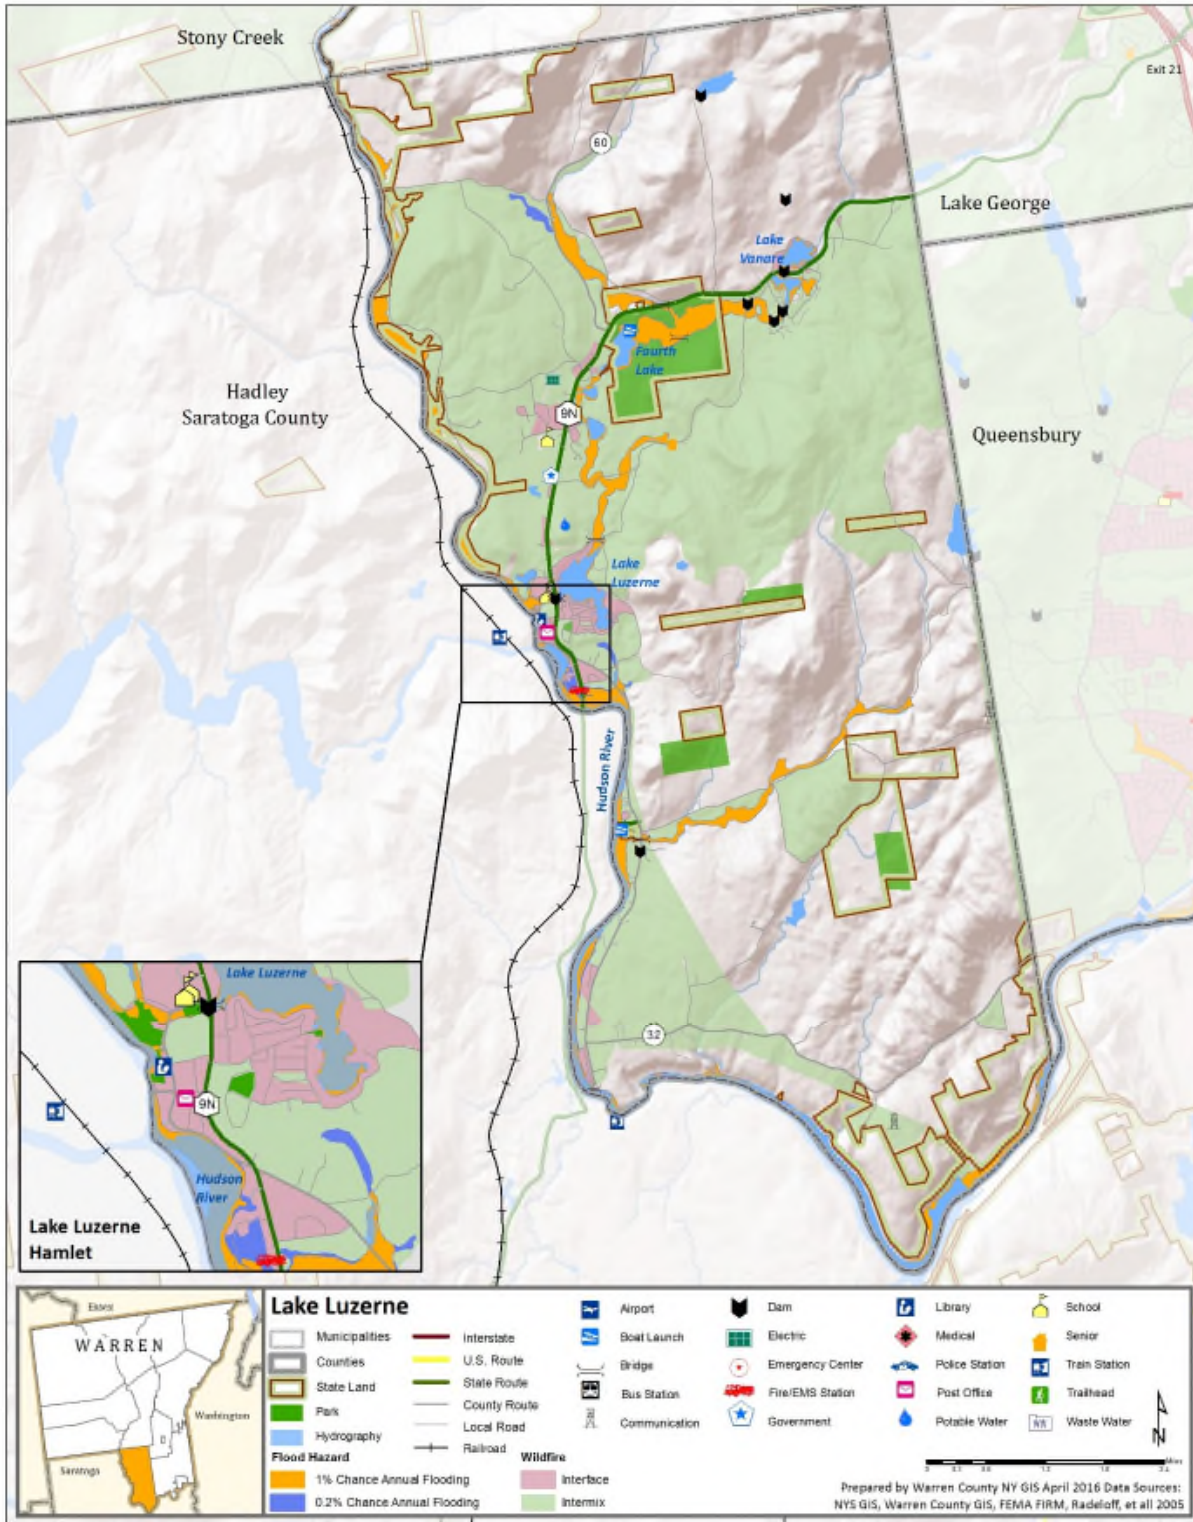 Stony Creek
Exit 21
60
Lake George
Lake
Vanare
Hadley
Saratoga County
Fourth
Lake
9N
Queensbury
Lake
Luzerne
Hudson River
32
Lake Luzerne
9N
Hudson
River
Lake Luzerne
Hamlet
Essex
WARREN
Washington
Saratoga
Lake Luzerne
Municipalities
Counties
State Land
Park
Hydrography
Flood Hazard
1% Chance Annual Flooding
0.2% Chance Annual Flooding
Interstate
U.S. Route
State Route
County Route
Local Road
Railroad
Wildfire
Interface
Intermix
Airport
Boat Launch
Bridge
Bus Station
Communication
Dam
Electric
Emergency Center
Fire/EMS Station
Government
Library
Medical
Police Station
Post Office
Potable Water
School
Senior
Train Station
Trailhead
Waste Water
N
Miles
Prepared by Warren County NY GIS April 2016 Data Sources:
NYS GIS, Warren County GIS, FEMA FIRM, Radeloff, et all 2005